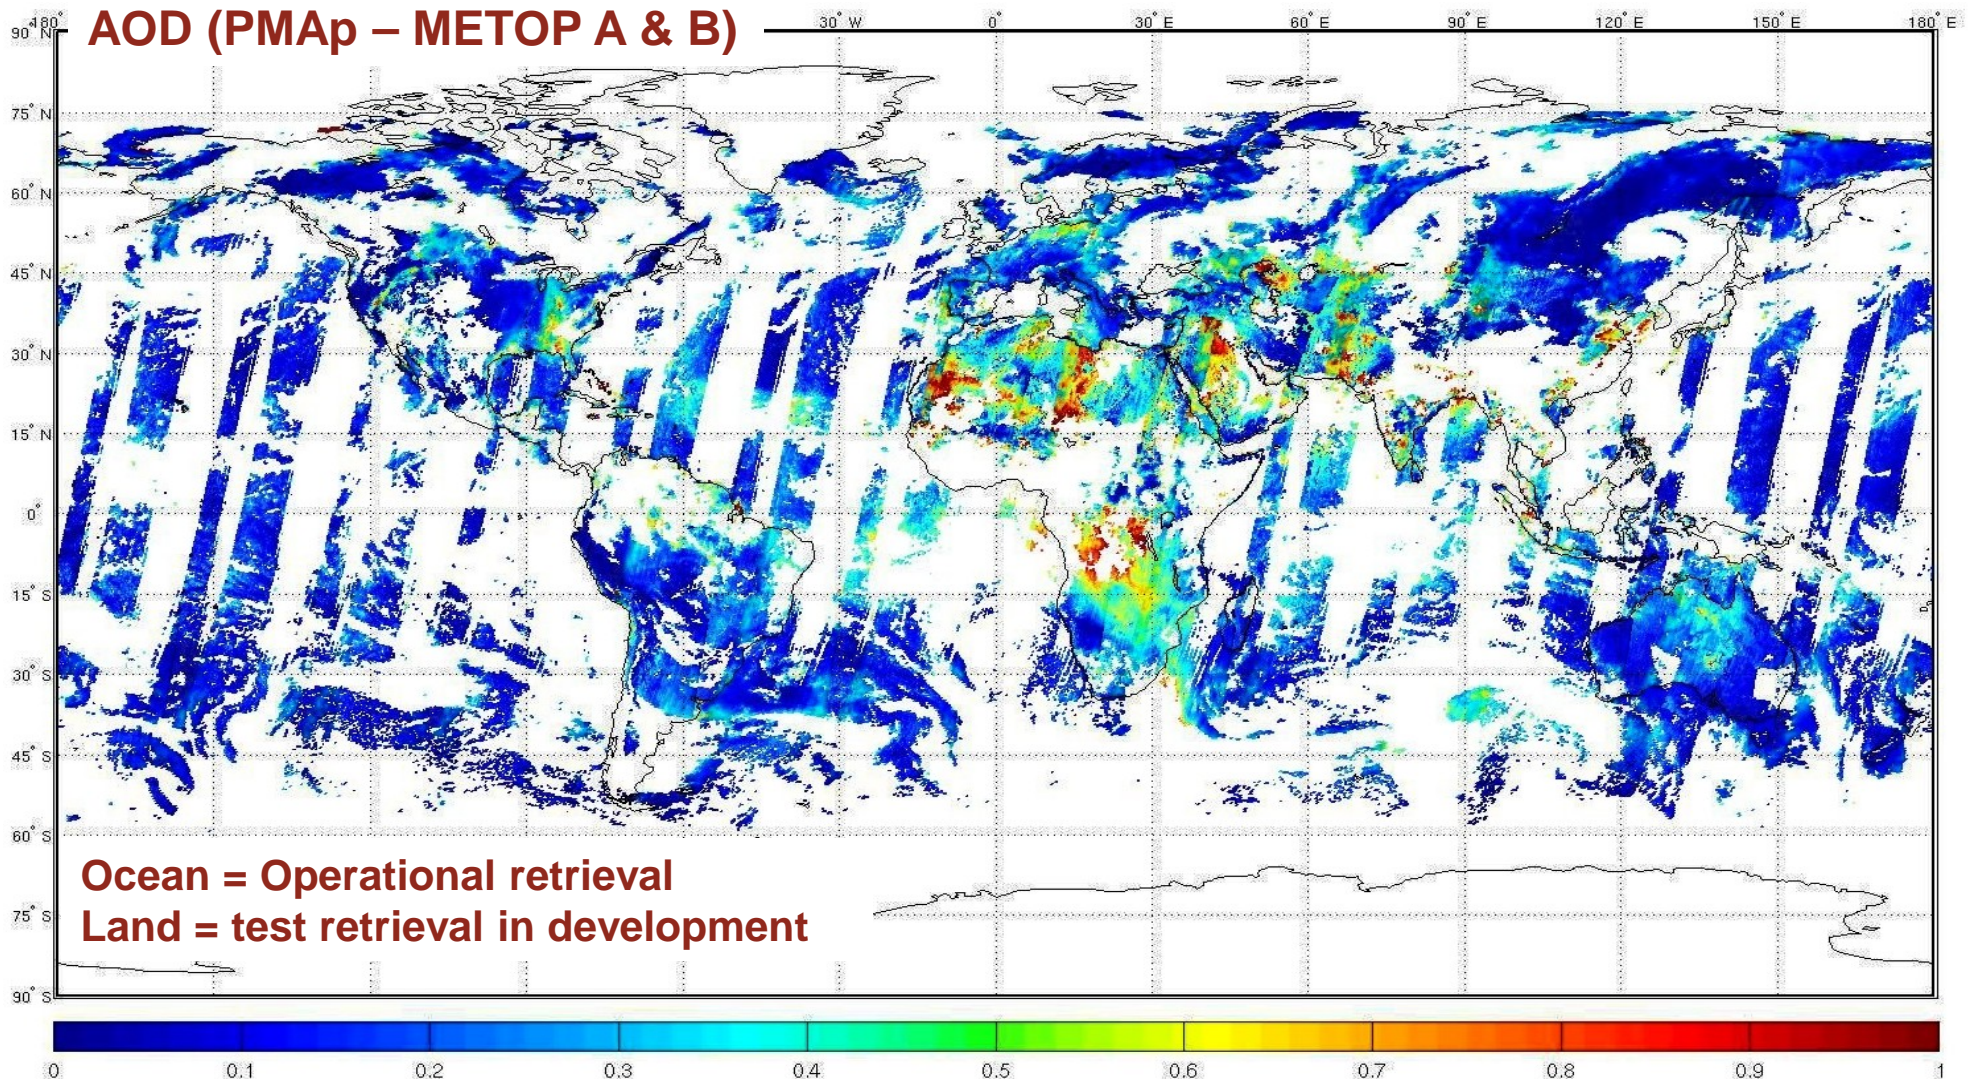 AOD (PMAp – METOP A & B)
180° 30° W 0° 30° E 60° E 90° E 120° E 150° E 180° E
90° N
75° N
60° N
45° N
30° N
15° N
0°
15° S
30° S
45° S
60° S
75° S
90° S
Ocean = Operational retrieval
Land = test retrieval in development
0 0.1 0.2 0.3 0.4 0.5 0.6 0.7 0.8 0.9 1